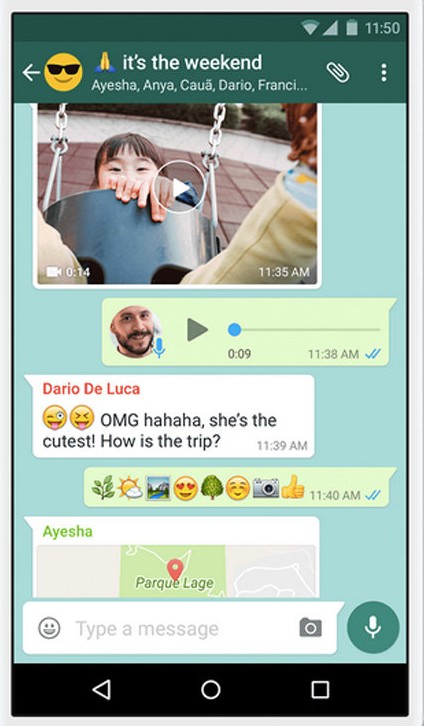 11:50
🙏 it's the weekend
Ayesha, Anya, Cauã, Dario, Franci...
0:14
11:35 AM
0:09
11:38 AM
Dario De Luca
😜😝 OMG hahaha, she's the
cutest! How is the trip?
11:39 AM
🌿🌤🏞😍🌳☺️📷👍 11:40 AM
Ayesha
Parque Lage
Type a message